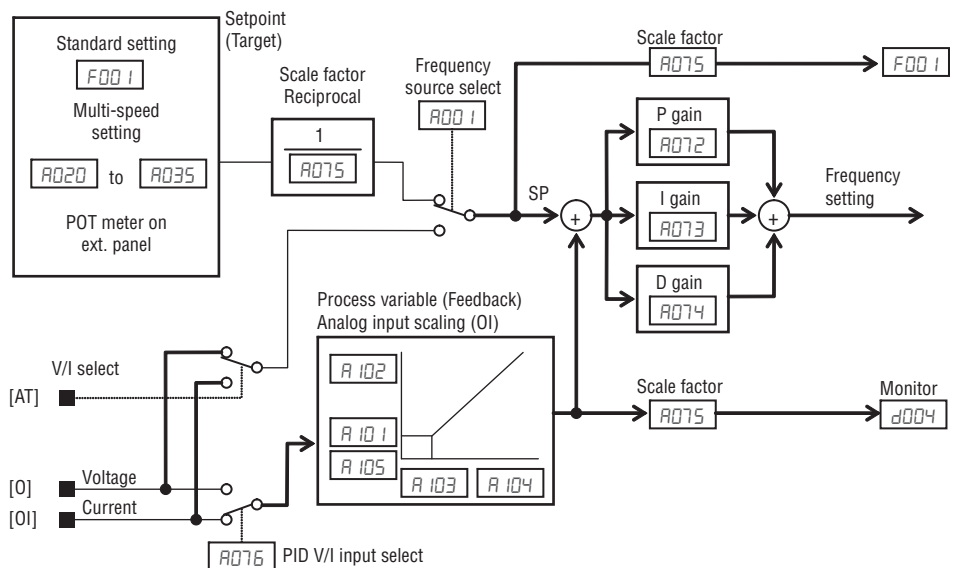 Setpoint
(Target)
Standard setting
F001
Multi-speed
setting
A020 to A035
POT meter on
ext. panel
Scale factor
Reciprocal
1
A075
Frequency
source select
A001
Scale factor
A075
F001
SP
+
P gain
A072
I gain
A073
D gain
A074
+
Frequency
setting
Process variable (Feedback)
Analog input scaling (OI)
A102
A101
A105
A103
A104
Scale factor
A075
Monitor
d004
V/I select
[AT]
[O]
Voltage
[OI]
Current
A076
PID V/I input select